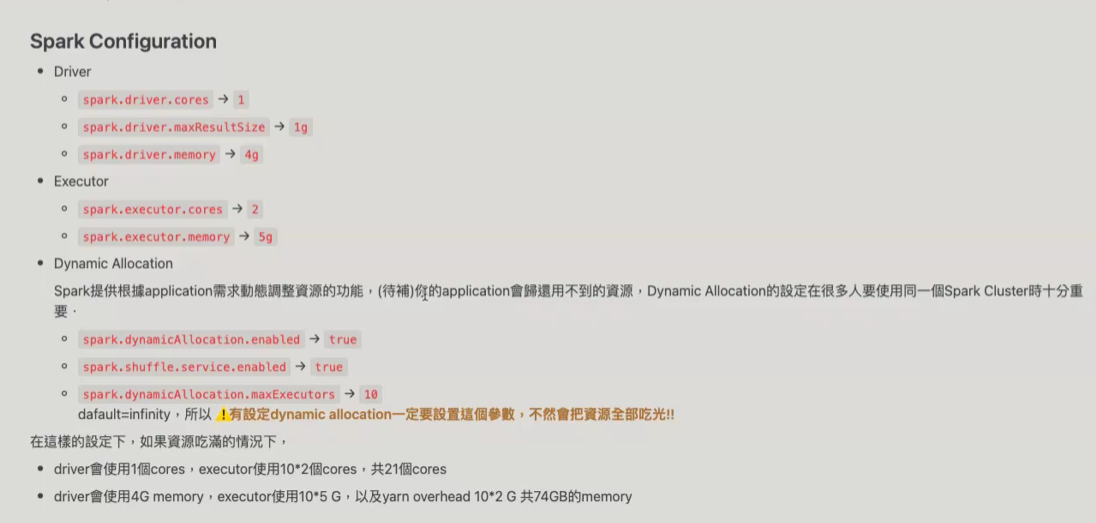 Spark Configuration
• Driver
◦ spark.driver.cores → 1
◦ spark.driver.maxResultSize → 1g
◦ spark.driver.memory → 4g
• Executor
◦ spark.executor.cores → 2
◦ spark.executor.memory → 5g
• Dynamic Allocation
Spark提供根據application需求動態調整資源的功能，(待補)你的application會歸還用不到的資源，Dynamic Allocation的設定在很多人要使用同一個Spark Cluster時十分重
要．
◦ spark.dynamicAllocation.enabled → true
◦ spark.shuffle.service.enabled → true
◦ spark.dynamicAllocation.maxExecutors → 10
dafault=infinity，所以 ⚠️有設定dynamic allocation一定要設置這個參數，不然會把資源全部吃光!!
在這樣的設定下，如果資源吃滿的情況下，
• driver會使用1個cores，executor使用10*2個cores，共21個cores
• driver會使用4G memory，executor使用10*5 G，以及yarn overhead 10*2 G 共74GB的memory